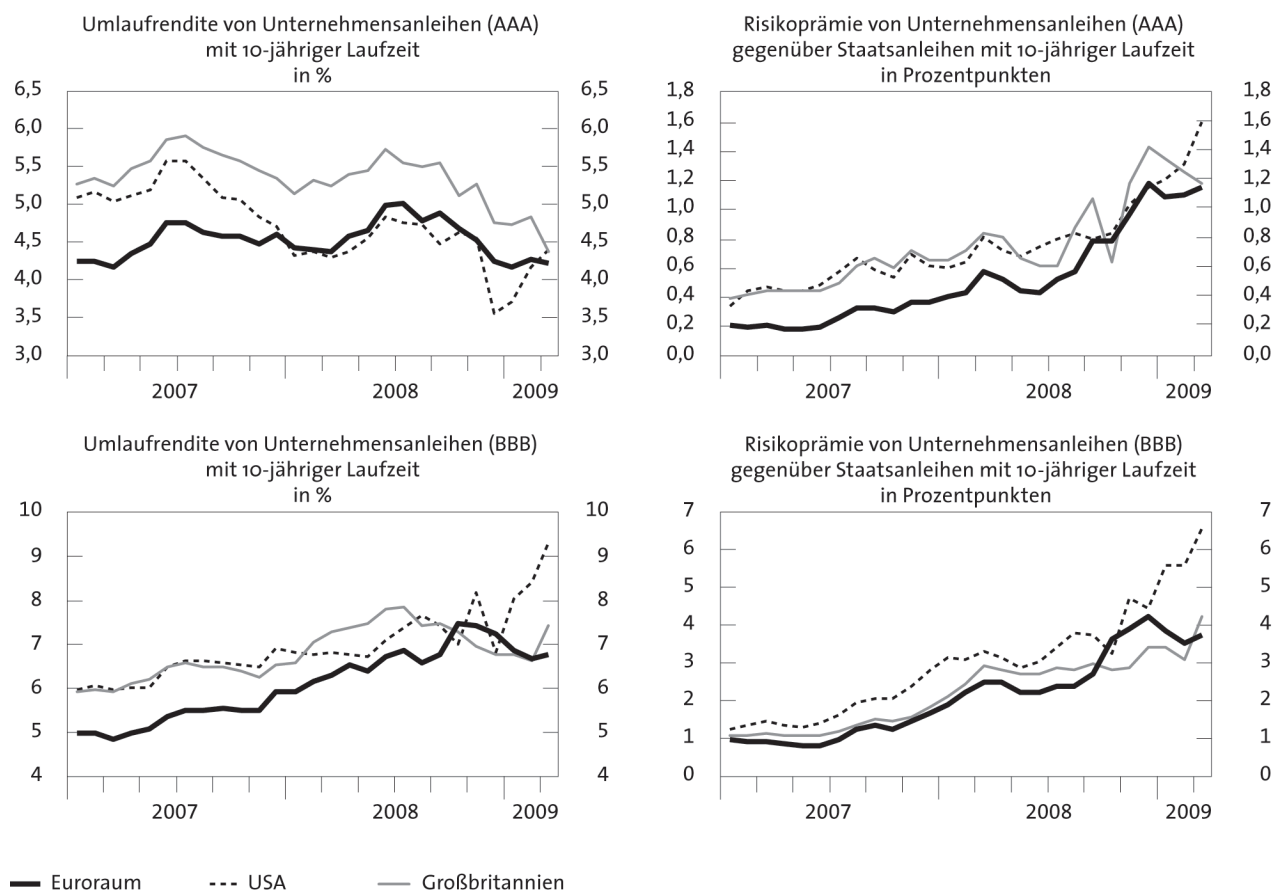 Umlaufrendite von Unternehmensanleihen (AAA)
mit 10-jähriger Laufzeit
in %
6,5 6,5
6,0 6,0
5,5 5,5
5,0 5,0
4,5 4,5
4,0 4,0
3,5 3,5
3,0 3,0
2007 2008 2009
Risikoprämie von Unternehmensanleihen (AAA)
gegenüber Staatsanleihen mit 10-jähriger Laufzeit
in Prozentpunkten
1,8 1,8
1,6 1,6
1,4 1,4
1,2 1,2
1,0 1,0
0,8 0,8
0,6 0,6
0,4 0,4
0,2 0,2
0,0 0,0
2007 2008 2009
Umlaufrendite von Unternehmensanleihen (BBB)
mit 10-jähriger Laufzeit
in %
10 10
9 9
8 8
7 7
6 6
5 5
4 4
2007 2008 2009
Risikoprämie von Unternehmensanleihen (BBB)
gegenüber Staatsanleihen mit 10-jähriger Laufzeit
in Prozentpunkten
7 7
6 6
5 5
4 4
3 3
2 2
1 1
0 0
2007 2008 2009
Euroraum USA Großbritannien